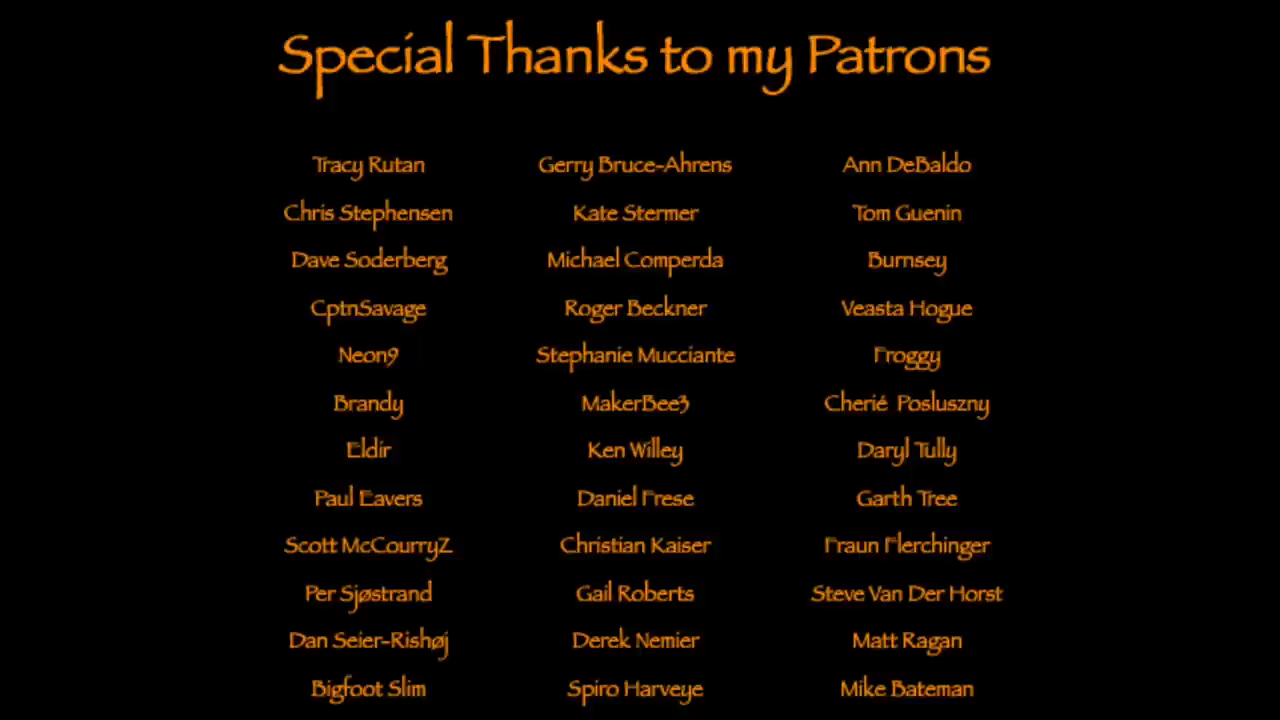 Special Thanks to my Patrons
Tracy Rutan Gerry Bruce-Ahrens Ann DeBaldo
Chris Stephensen Kate Stermer Tom Guenin
Dave Soderberg Michael Comperda Burnsey
CptnSavage Roger Beckner Veasta Hogue
Neon9 Stephanie Mucciante Froggy
Brandy MakerBee3 Cherié Posluszny
Eldir Ken Willey Daryl Tully
Paul Eavers Daniel Frese Garth Tree
Scott McCourryZ Christian Kaiser Fraun Flerchinger
Per Sjøstrand Gail Roberts Steve Van Der Horst
Dan Seier-Rishøj Derek Nemier Matt Ragan
Bigfoot Slim Spiro Harveye Mike Bateman